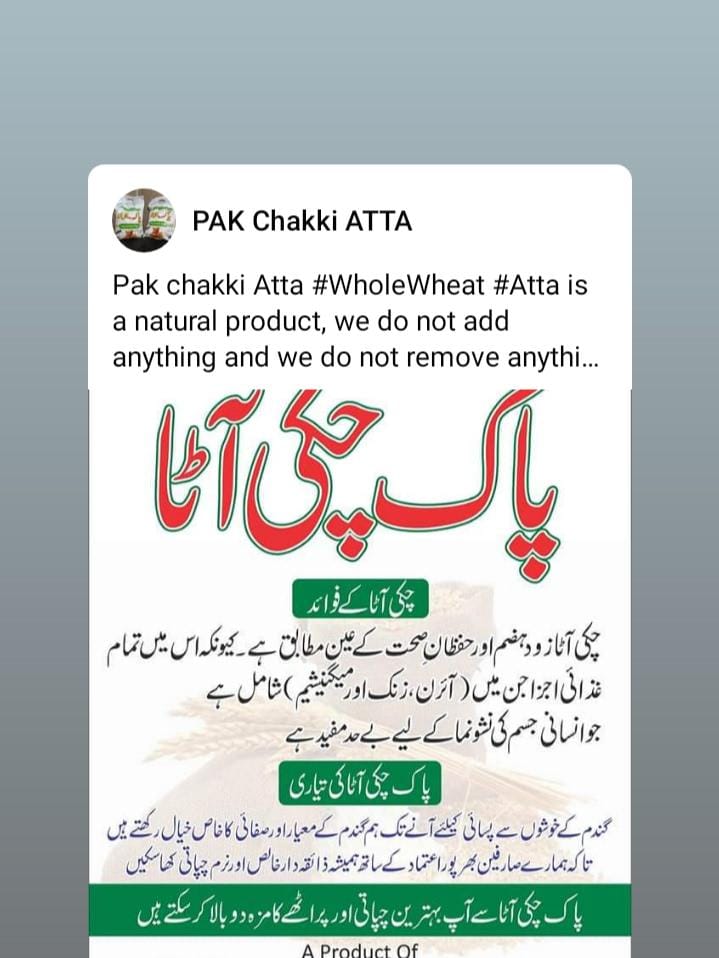 PAK Chakki ATTA
Pak chakki Atta #WholeWheat #Atta is
a natural product, we do not add
anything and we do not remove anythi...
پاک چکی آٹا
چکی آٹا کے فوائد
چکی آٹا زود ہضم اور حفظان صحت کے عین مطابق ہے۔ کیونکہ اس میں تمام
غذائی اجزا جن میں (آئرن، زنک اور میگنیشیم) شامل ہے
جو انسانی جسم کی نشونما کے لیے بے حد مفید ہے
پاک چکی آٹا کی تیاری
گندم کے خوشوں سے پسائی کیلئے آنے تک ہم گندم کے معیار اور صفائی کا خاص خیال رکھتے ہیں
تاکہ ہمارے صارفین بھرپور اعتماد کے ساتھ ہمیشہ ذائقہ دار خالص اور نرم چپاتی کھا سکیں
پاک چکی آٹا سے آپ بہترین چپاتی اور پراٹھے کا مزہ دوبالا کر سکتے ہیں
A Product Of